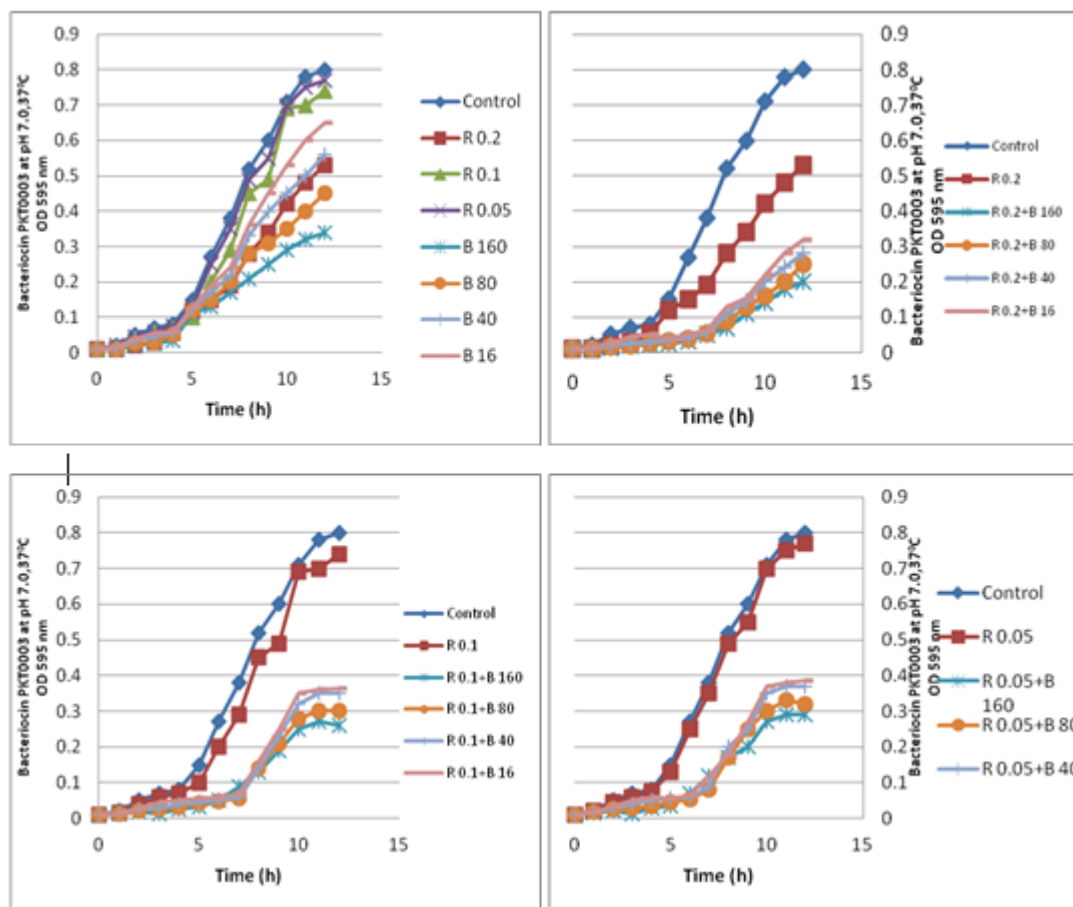 Bacteriocin PKT0003 at pH 7.0,37ºC
OD 595 nm
0.9
0.8
0.7
0.6
0.5
0.4
0.3
0.2
0.1
0
0
5
10
15
Time (h)
Control
R 0.2
R 0.1
R 0.05
B 160
B 80
B 40
B 16
0.9
0.8
0.7
0.6
0.5
0.4
0.3
0.2
0.1
0
0
5
10
15
Time (h)
Bacteriocin PKT0003 at pH 7.0,37ºC
OD 595 nm
Control
R 0.2
R 0.2+B 160
R 0.2+B 80
R 0.2+B 40
R 0.2+B 16
Bacteriocin PKT0003 at pH 7.0,37ºC
OD 595 nm
0.9
0.8
0.7
0.6
0.5
0.4
0.3
0.2
0.1
0
0
5
10
15
Time (h)
Control
R 0.1
R 0.1+B 160
R 0.1+B 80
R 0.1+B 40
R 0.1+B 16
0.9
0.8
0.7
0.6
0.5
0.4
0.3
0.2
0.1
0
0
5
10
15
Time (h)
Bacteriocin PKT0003 at pH 7.0,37ºC
OD 595 nm
Control
R 0.05
R 0.05+B
160
R 0.05+B 80
R 0.05+B 40